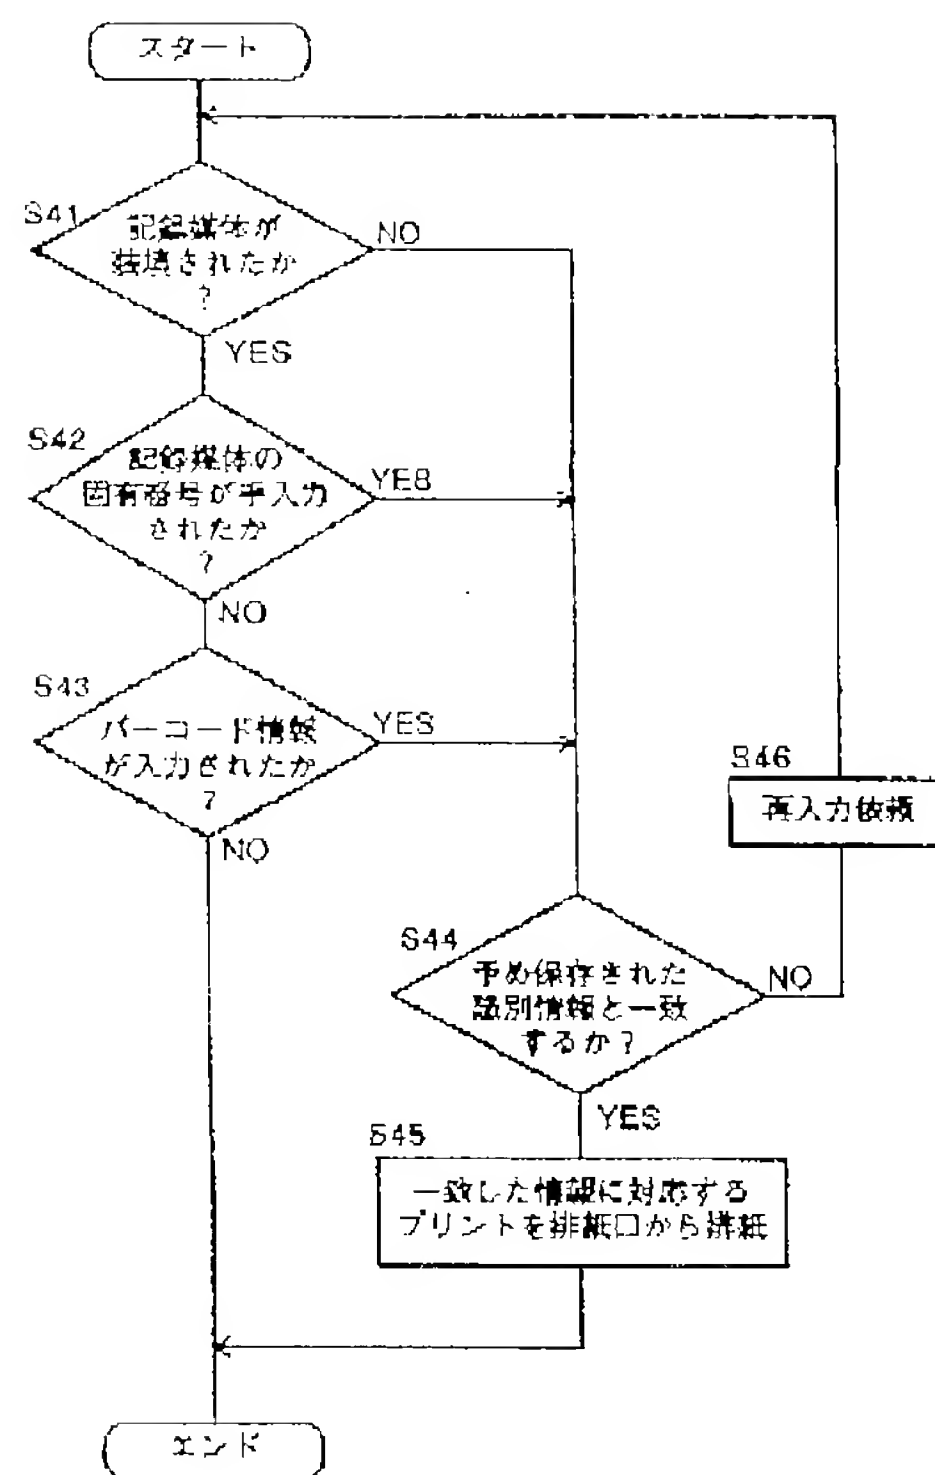 スタート
S41
記録媒体が
装填されたか
?
NO
YES
S42
記録媒体の
固有番号が手入力
されたか
?
YES
NO
S43
バーコード情報
が入力されたか
?
YES
NO
S46
再入力依頼
S44
予め保存された
識別情報と一致
するか?
NO
YES
S45
一致した情報に対応する
プリントを排紙口から排紙
エンド